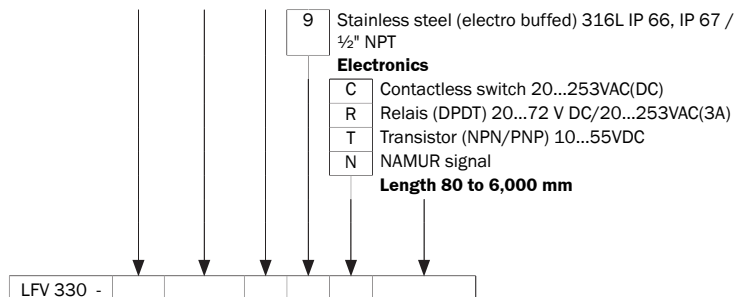 9 Stainless steel (electro buffed) 316L IP 66, IP 67 /
½" NPT
Electronics
C Contactless switch 20...253VAC(DC)
R Relais (DPDT) 20...72 V DC/20...253VAC(3A)
T Transistor (NPN/PNP) 10...55VDC
N NAMUR signal
Length 80 to 6,000 mm
LFV 330 -